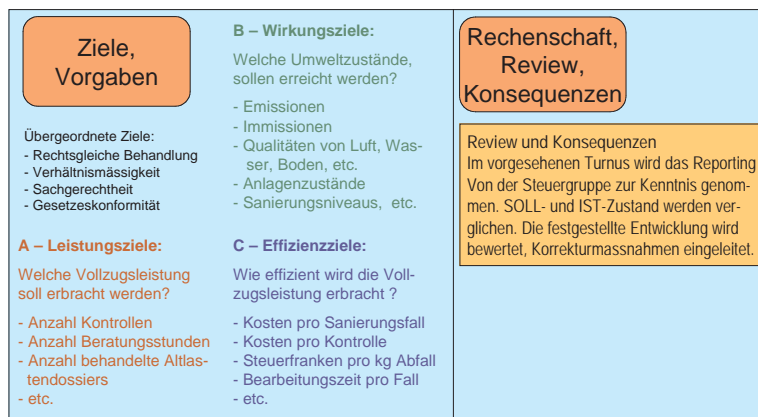 Ziele,
Vorgaben
Übergeordnete Ziele:
- Rechtsgleiche Behandlung
- Verhältnismässigkeit
- Sachgerechtheit
- Gesetzeskonformität
A – Leistungsziele:
Welche Vollzugsleistung
soll erbracht werden?
- Anzahl Kontrollen
- Anzahl Beratungsstunden
- Anzahl behandelte Altlas-
tendossiers
- etc.
B – Wirkungsziele:
Welche Umweltzustände,
sollen erreicht werden?
- Emissionen
- Immissionen
- Qualitäten von Luft, Was-
ser, Boden, etc.
- Anlagenzustände
- Sanierungsniveaus, etc.
C – Effizienzziele:
Wie effizient wird die Voll-
zugsleistung erbracht ?
- Kosten pro Sanierungsfall
- Kosten pro Kontrolle
- Steuerfranken pro kg Abfall
- Bearbeitungszeit pro Fall
- etc.
Rechenschaft,
Review,
Konsequenzen
Review und Konsequenzen
Im vorgesehenen Turnus wird das Reporting
Von der Steuergruppe zur Kenntnis genom-
men. SOLL- und IST-Zustand werden ver-
glichen. Die festgestellte Entwicklung wird
bewertet, Korrekturmassnahmen eingeleitet.